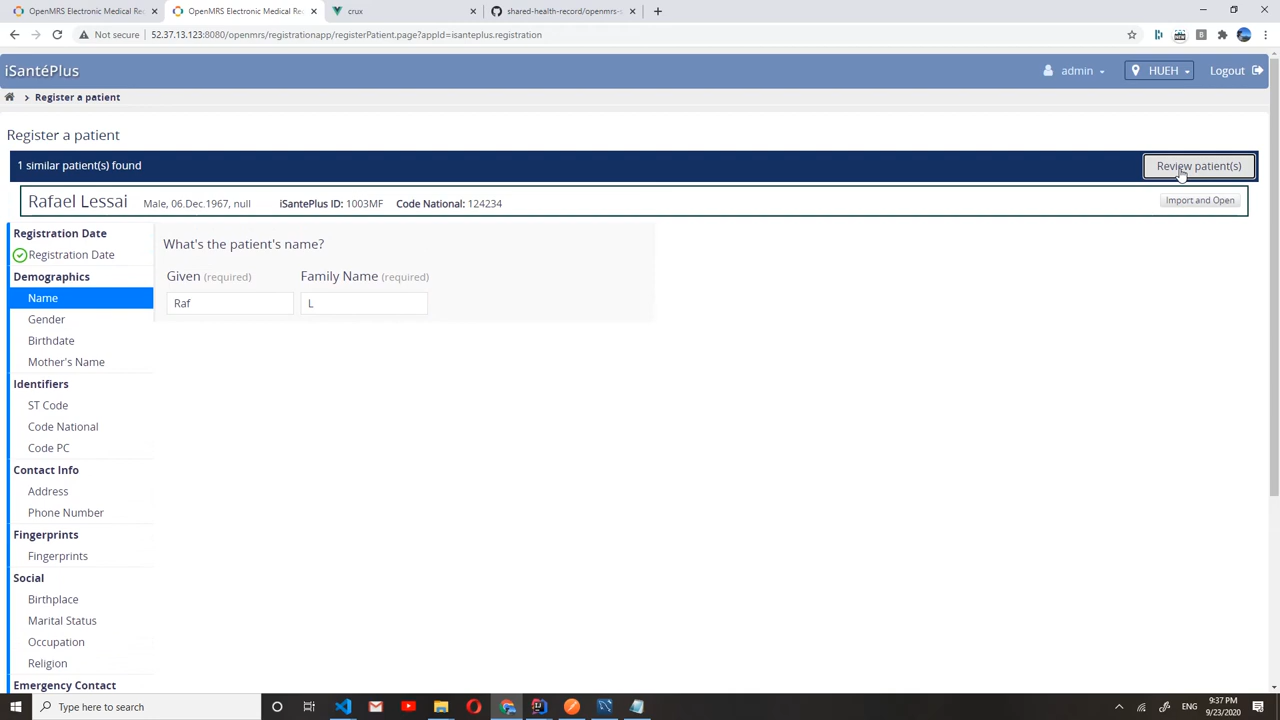 OpenMRS Electronic Medical Rec
OpenMRS Electronic Medical Rec
crux
shared-health-record/openmrs-s
Not secure
52.37.13.123:8080/openmrs/registrationapp/registerPatient.page?appId=isanteplus.registration
iSantéPlus
admin
HUEH
Logout
Register a patient
Register a patient
1 similar patient(s) found
Review patient(s)
Rafael Lessai
Male, 06.Dec.1967, null
iSantePlus ID: 1003MF
Code National: 124234
Import and Open
Registration Date
Registration Date
Demographics
Name
Gender
Birthdate
Mother's Name
Identifiers
ST Code
Code National
Code PC
Contact Info
Address
Phone Number
Fingerprints
Fingerprints
Social
Birthplace
Marital Status
Occupation
Religion
Emergency Contact
What's the patient's name?
Given (required)
Family Name (required)
Raf
L
Type here to search
ENG
9:37 PM
9/23/2020